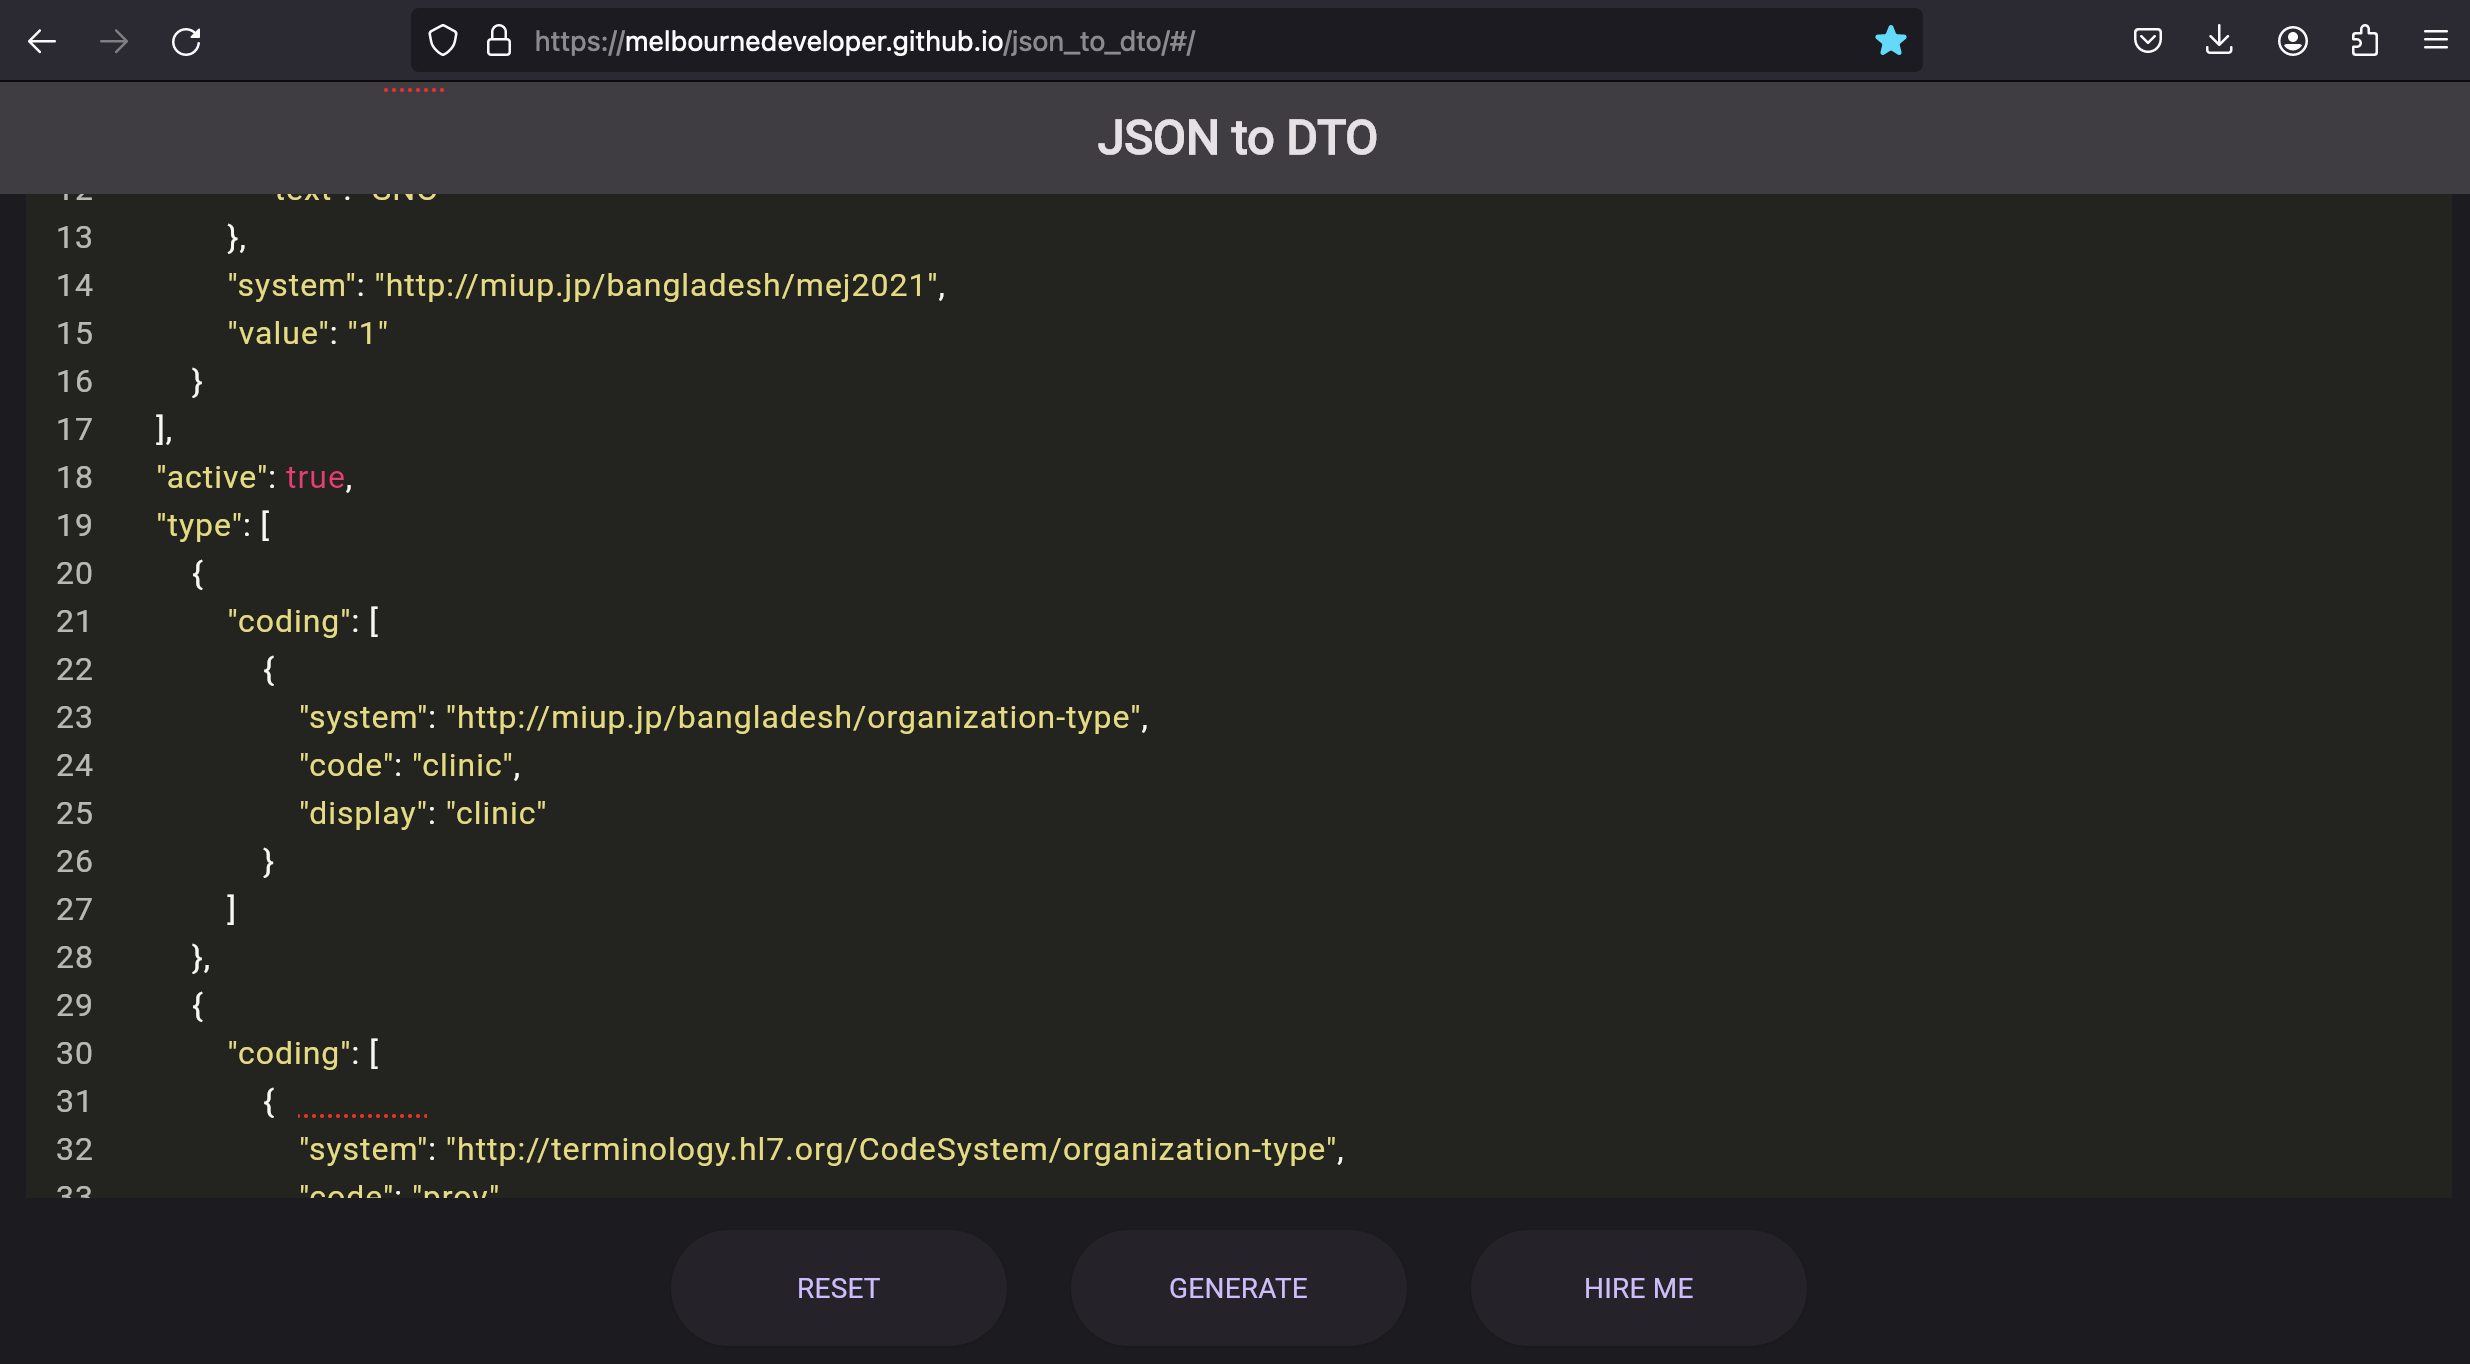 https://melbournedeveloper.github.io/json_to_dto/#/
JSON to DTO
13 },
14 "system": "http://miup.jp/bangladesh/mej2021",
15 "value": "1"
16 }
17 ],
18 "active": true,
19 "type": [
20 {
21 "coding": [
22 {
23 "system": "http://miup.jp/bangladesh/organization-type",
24 "code": "clinic",
25 "display": "clinic"
26 }
27 ]
28 },
29 {
30 "coding": [
31 {
32 "system": "http://terminology.hl7.org/CodeSystem/organization-type",
33 "code": "prov"
RESET
GENERATE
HIRE ME